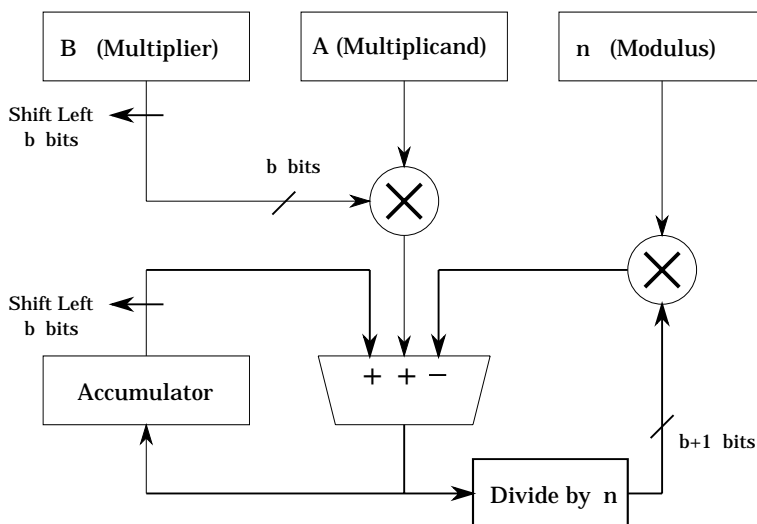 B (Multiplier)
A (Multiplicand)
n (Modulus)
Shift Left
b bits
b bits
Shift Left
b bits
+ + −
Accumulator
b+1 bits
Divide by n